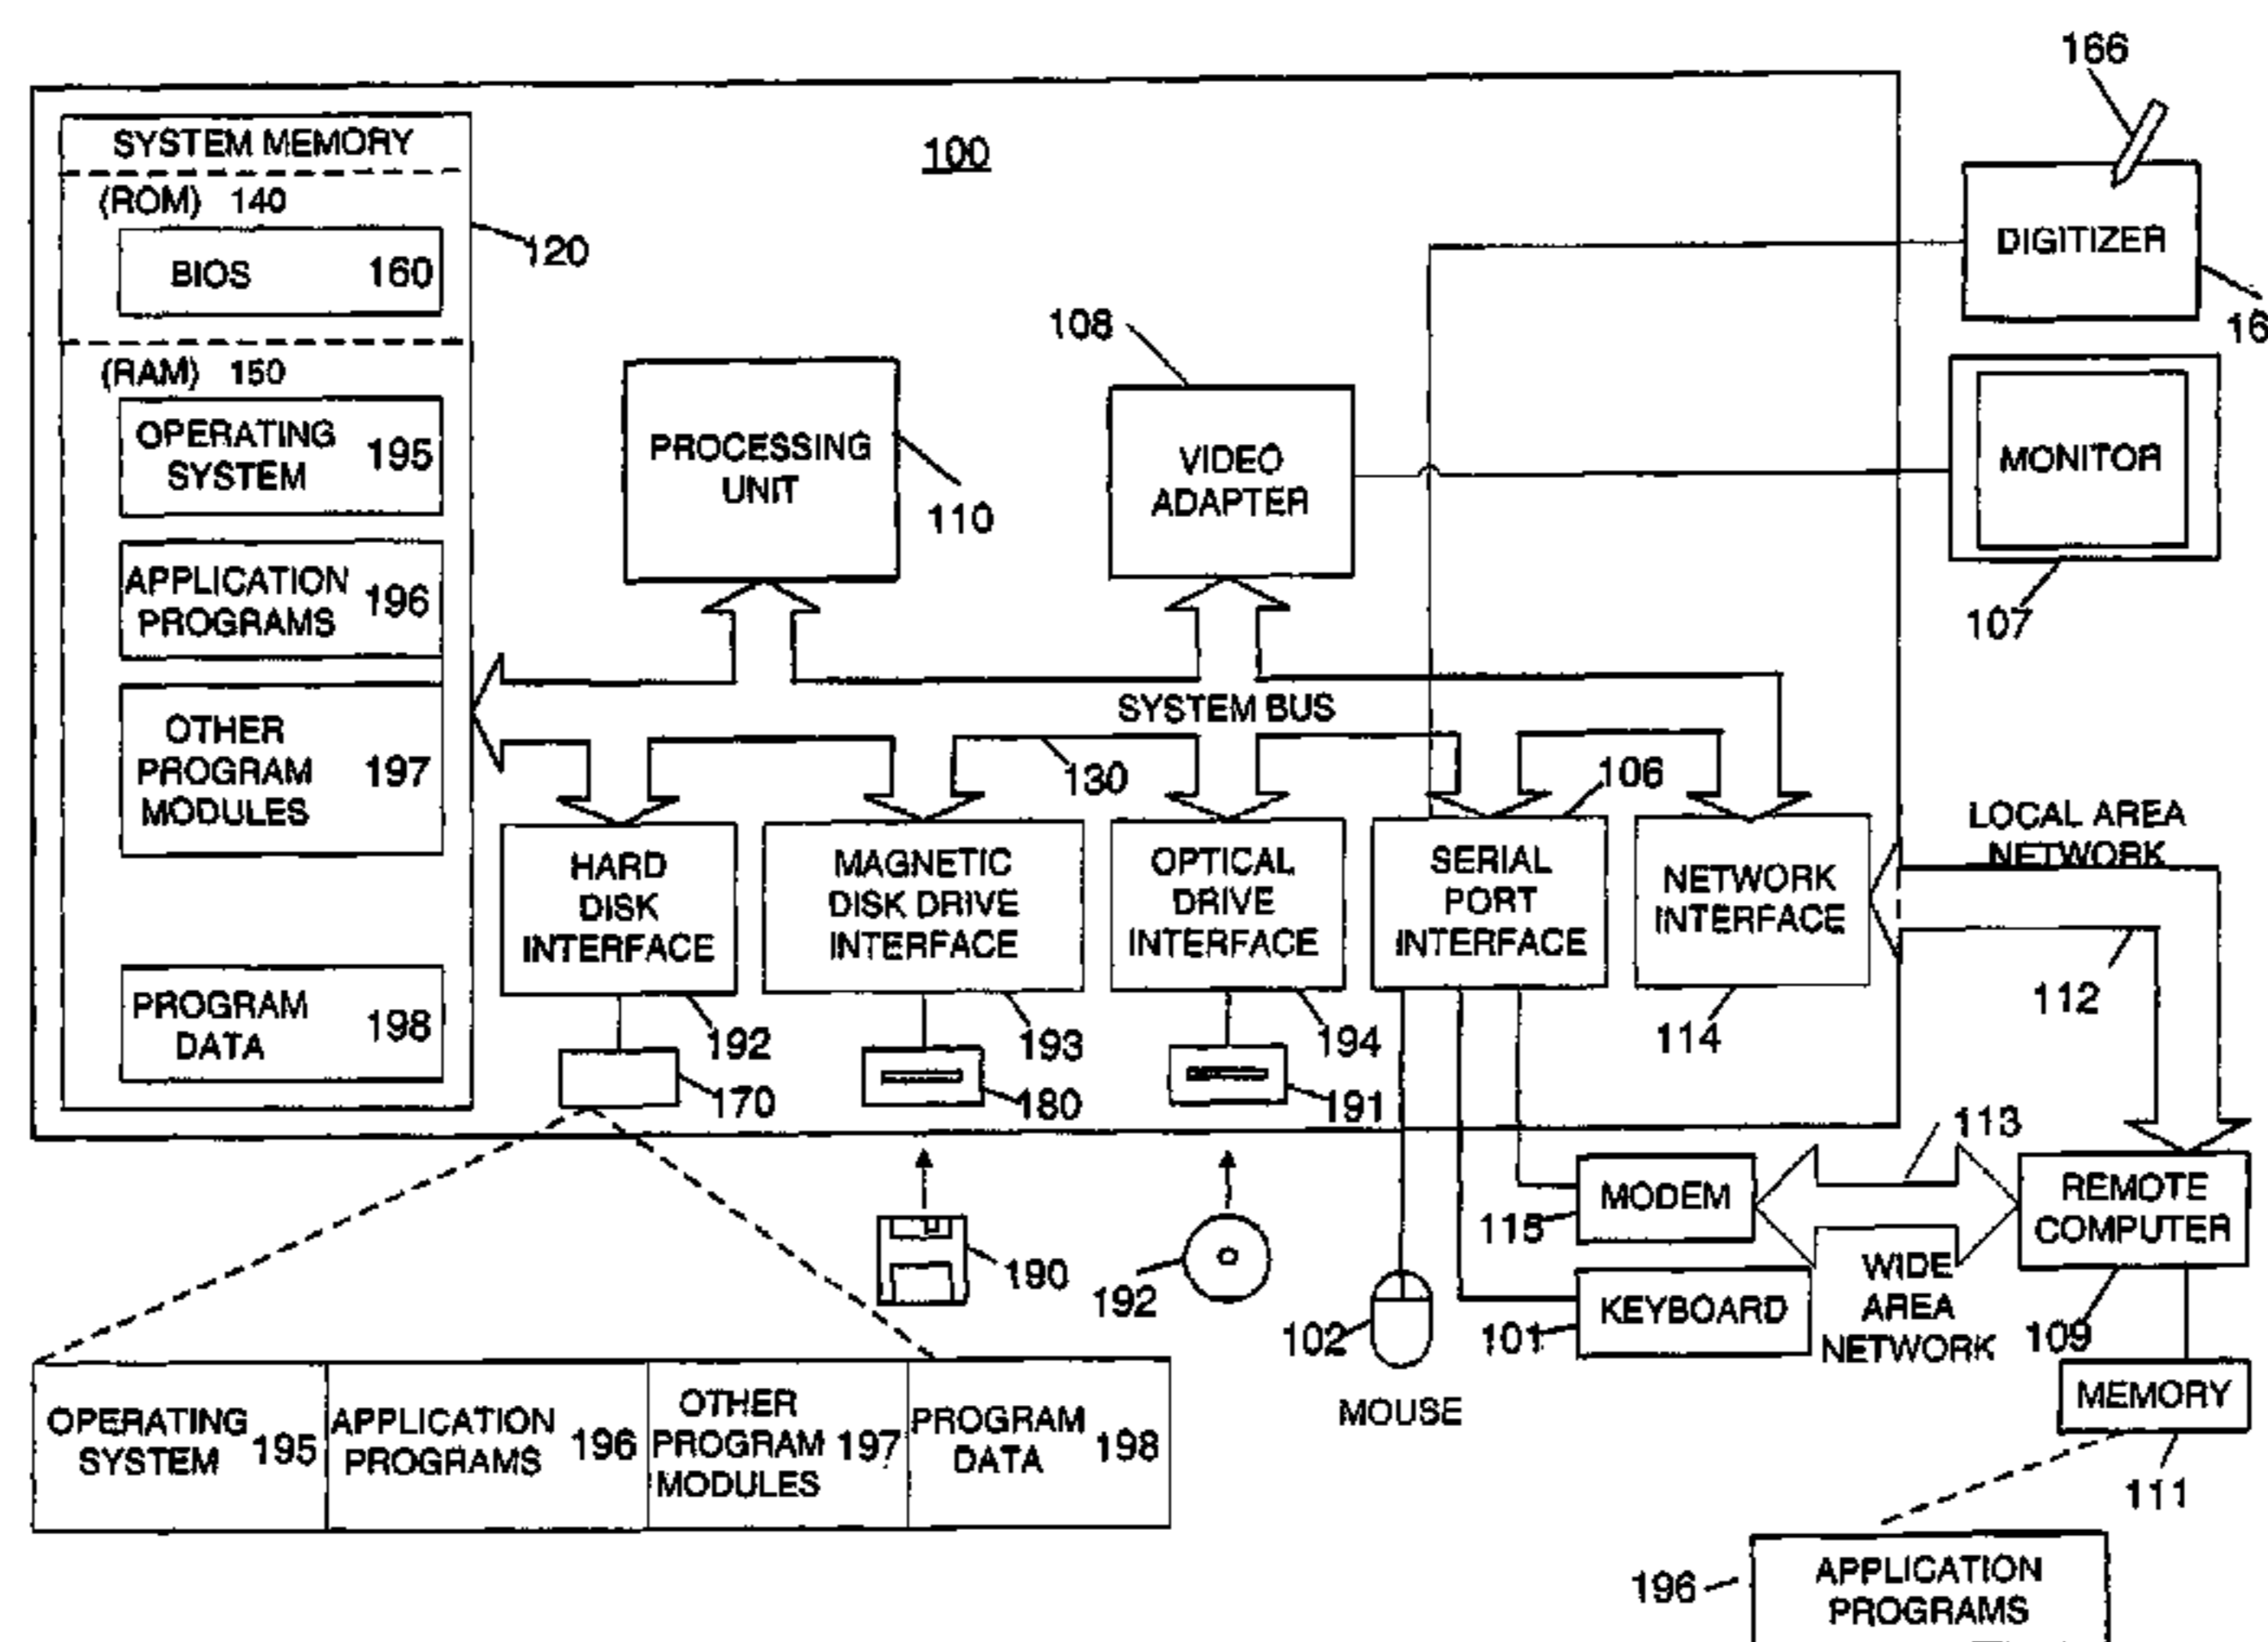 166
100
SYSTEM MEMORY
(ROM) 140
BIOS 160
120
(RAM) 150
OPERATING
SYSTEM
195
APPLICATION
PROGRAMS
196
OTHER
PROGRAM
MODULES
197
PROGRAM
DATA
198
PROCESSING
UNIT
110
108
VIDEO
ADAPTER
DIGITIZER
16
MONITOR
107
SYSTEM BUS
130
106
HARD
DISK
INTERFACE
192
170
MAGNETIC
DISK DRIVE
INTERFACE
193
180
OPTICAL
DRIVE
INTERFACE
194
191
SERIAL
PORT
INTERFACE
NETWORK
INTERFACE
114
LOCAL AREA
NETWORK
112
113
190
192
102
MOUSE
MODEM
115
KEYBOARD
101
WIDE
AREA
NETWORK
REMOTE
COMPUTER
109
MEMORY
111
OPERATING
SYSTEM
195
APPLICATION
PROGRAMS
196
OTHER
PROGRAM
MODULES
197
PROGRAM
DATA
198
196
APPLICATION
PROGRAMS